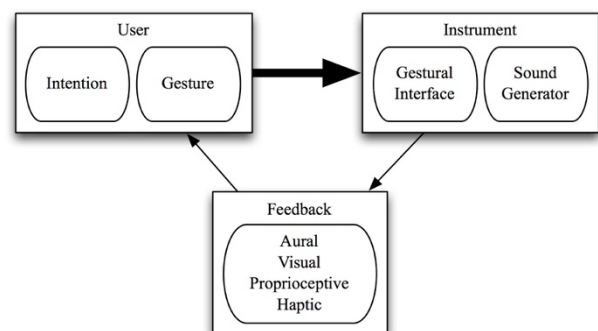 User
Intention
Gesture
Instrument
Gestural
Interface
Sound
Generator
Feedback
Aural
Visual
Proprioceptive
Haptic